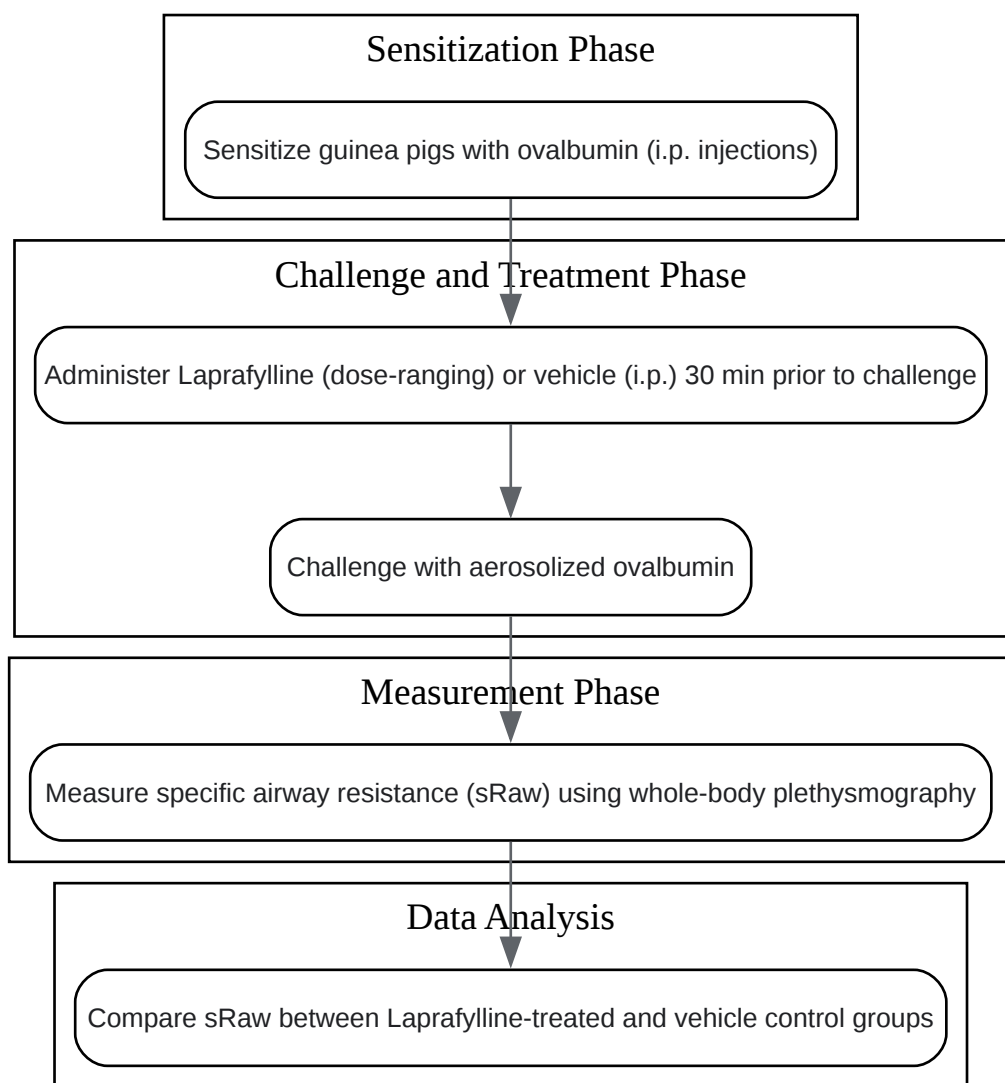 Sensitization Phase
Sensitize guinea pigs with ovalbumin (i.p. injections)
Challenge and Treatment Phase
Administer Laprafylline (dose-ranging) or vehicle (i.p.) 30 min prior to challenge
Challenge with aerosolized ovalbumin
Measurement Phase
Measure specific airway resistance (sRaw) using whole-body plethysmography
Data Analysis
Compare sRaw between Laprafylline-treated and vehicle control groups